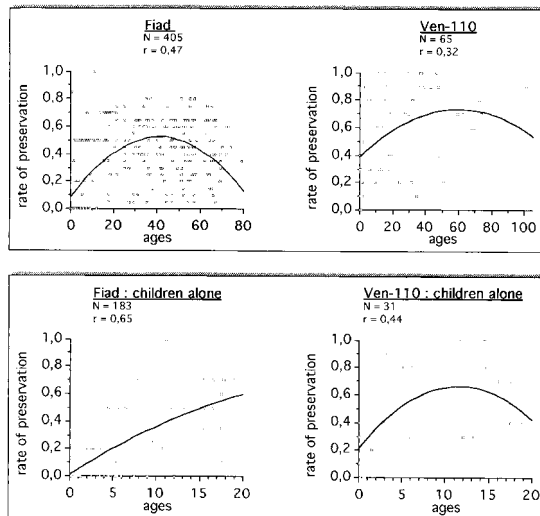 Fiad
N = 405
r = 0,47
rate of preservation
1,0
0,8
0,6
0,4
0,2
0,0
0 20 40 60 80
ages
Ven-110
N = 65
r = 0,32
rate of preservation
1,0
0,8
0,6
0,4
0,2
0,0
0 20 40 60 80 100
ages
Fiad : children alone
N = 183
r = 0,65
rate of preservation
1,0
0,8
0,6
0,4
0,2
0,0
0 5 10 15 20
ages
Ven-110 : children alone
N = 31
r = 0,44
rate of preservation
1,0
0,8
0,6
0,4
0,2
0,0
0 5 10 15 20
ages